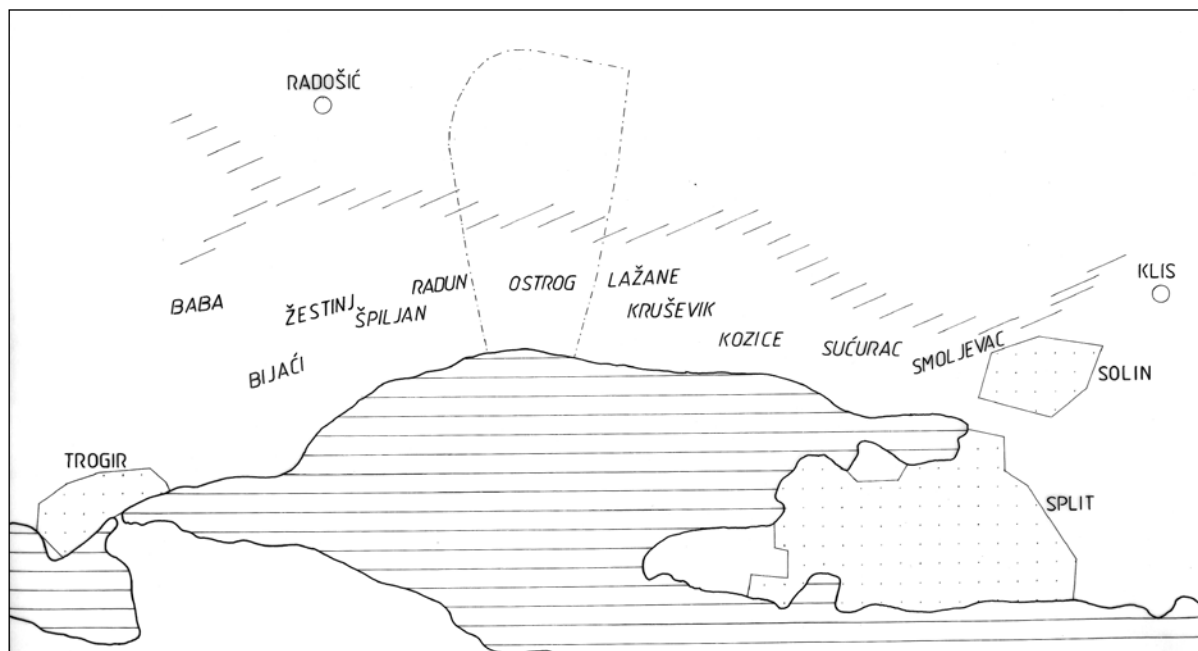 RADOŠIĆ
KLIS
BABA
ŽESTINJ
ŠPILJAN
RADUN
OSTROG
LAŽANE
KRUŠEVIK
KOZICE
SUĆURAC
SMOLJEVAC
SOLIN
BIJAĆI
TROGIR
SPLIT